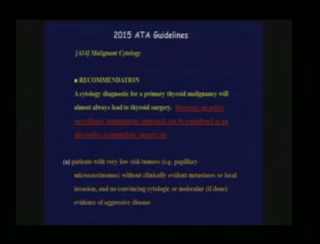 2015 ATA Guidelines
[A14] Malignant Cytology
■ RECOMMENDATION
A cytology diagnostic for a primary thyroid malignancy will
almost always lead to thyroid surgery. However, an active
surveillance management approach can be considered as an
alternative to immediate surgery in:
(a) patients with very low risk tumors (e.g. papillary
microcarcinomas) without clinically evident metastases or local
invasion, and no convincing cytologic or molecular (if done)
evidence of aggressive disease